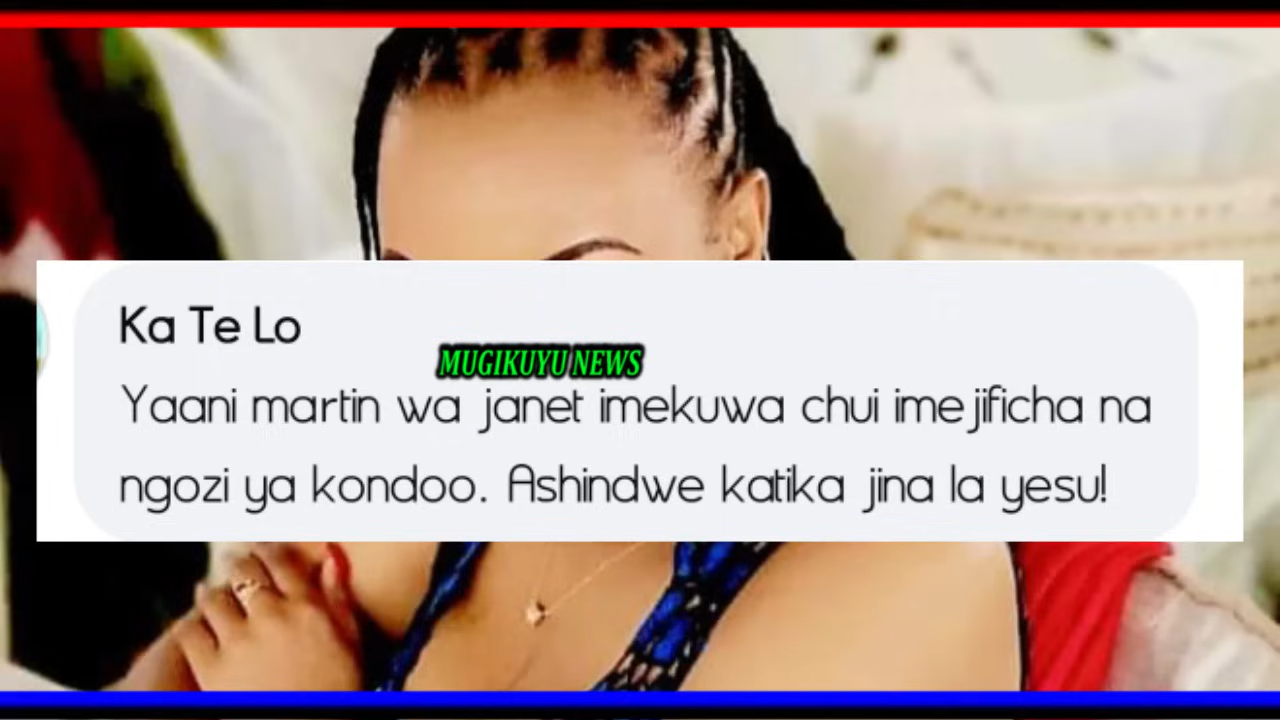 Ka Te Lo
MUGIKUYU NEWS
Yaani martin wa janet imekuwa chui imejificha na
ngozi ya kondoo. Ashindwe katika jina la yesu!